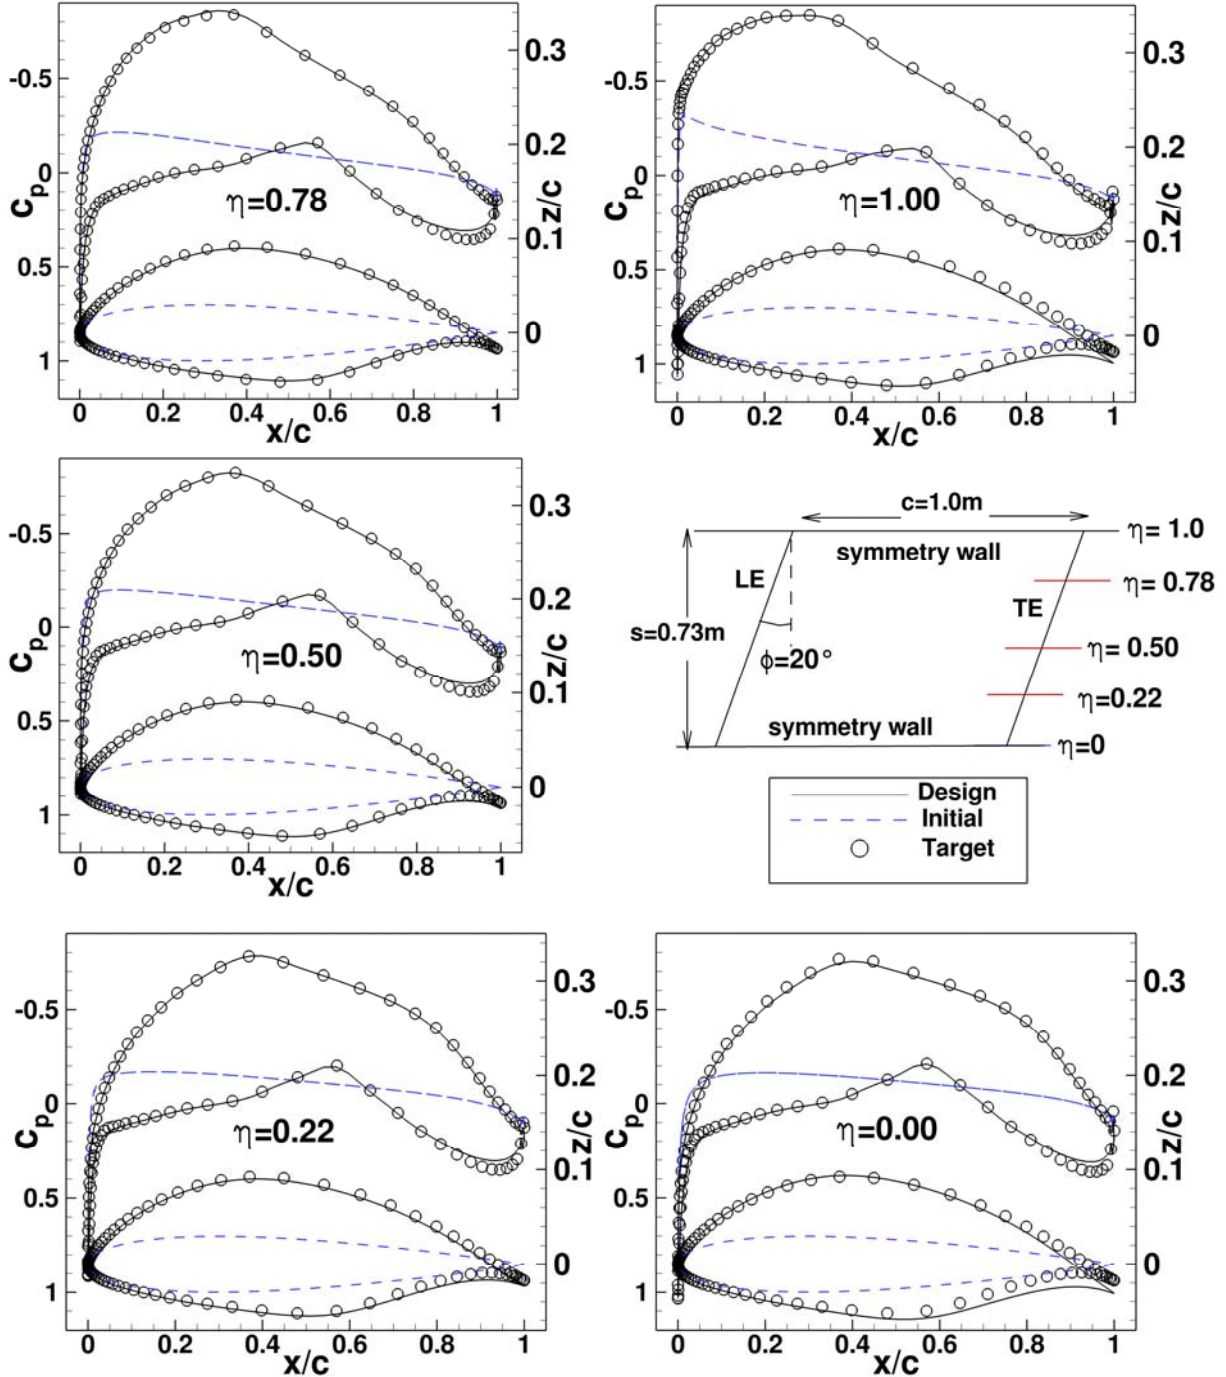 -0.5
0
0.5
1
Cp
0.3
0.2
0.1
0
z/c
η=0.78
0 0.2 0.4 0.6 0.8 1
x/c
-0.5
0
0.5
1
Cp
0.3
0.2
0.1
0
z/c
η=1.00
0 0.2 0.4 0.6 0.8 1
x/c
-0.5
0
0.5
1
Cp
0.3
0.2
0.1
0
z/c
η=0.50
0 0.2 0.4 0.6 0.8 1
x/c
c=1.0m
η= 1.0
symmetry wall
LE
η= 0.78
TE
s=0.73m
η= 0.50
ϕ=20°
η=0.22
symmetry wall
η=0
Design
Initial
Target
-0.5
0
0.5
1
Cp
0.3
0.2
0.1
0
z/c
η=0.22
0 0.2 0.4 0.6 0.8 1
x/c
-0.5
0
0.5
1
Cp
0.3
0.2
0.1
0
z/c
η=0.00
0 0.2 0.4 0.6 0.8 1
x/c